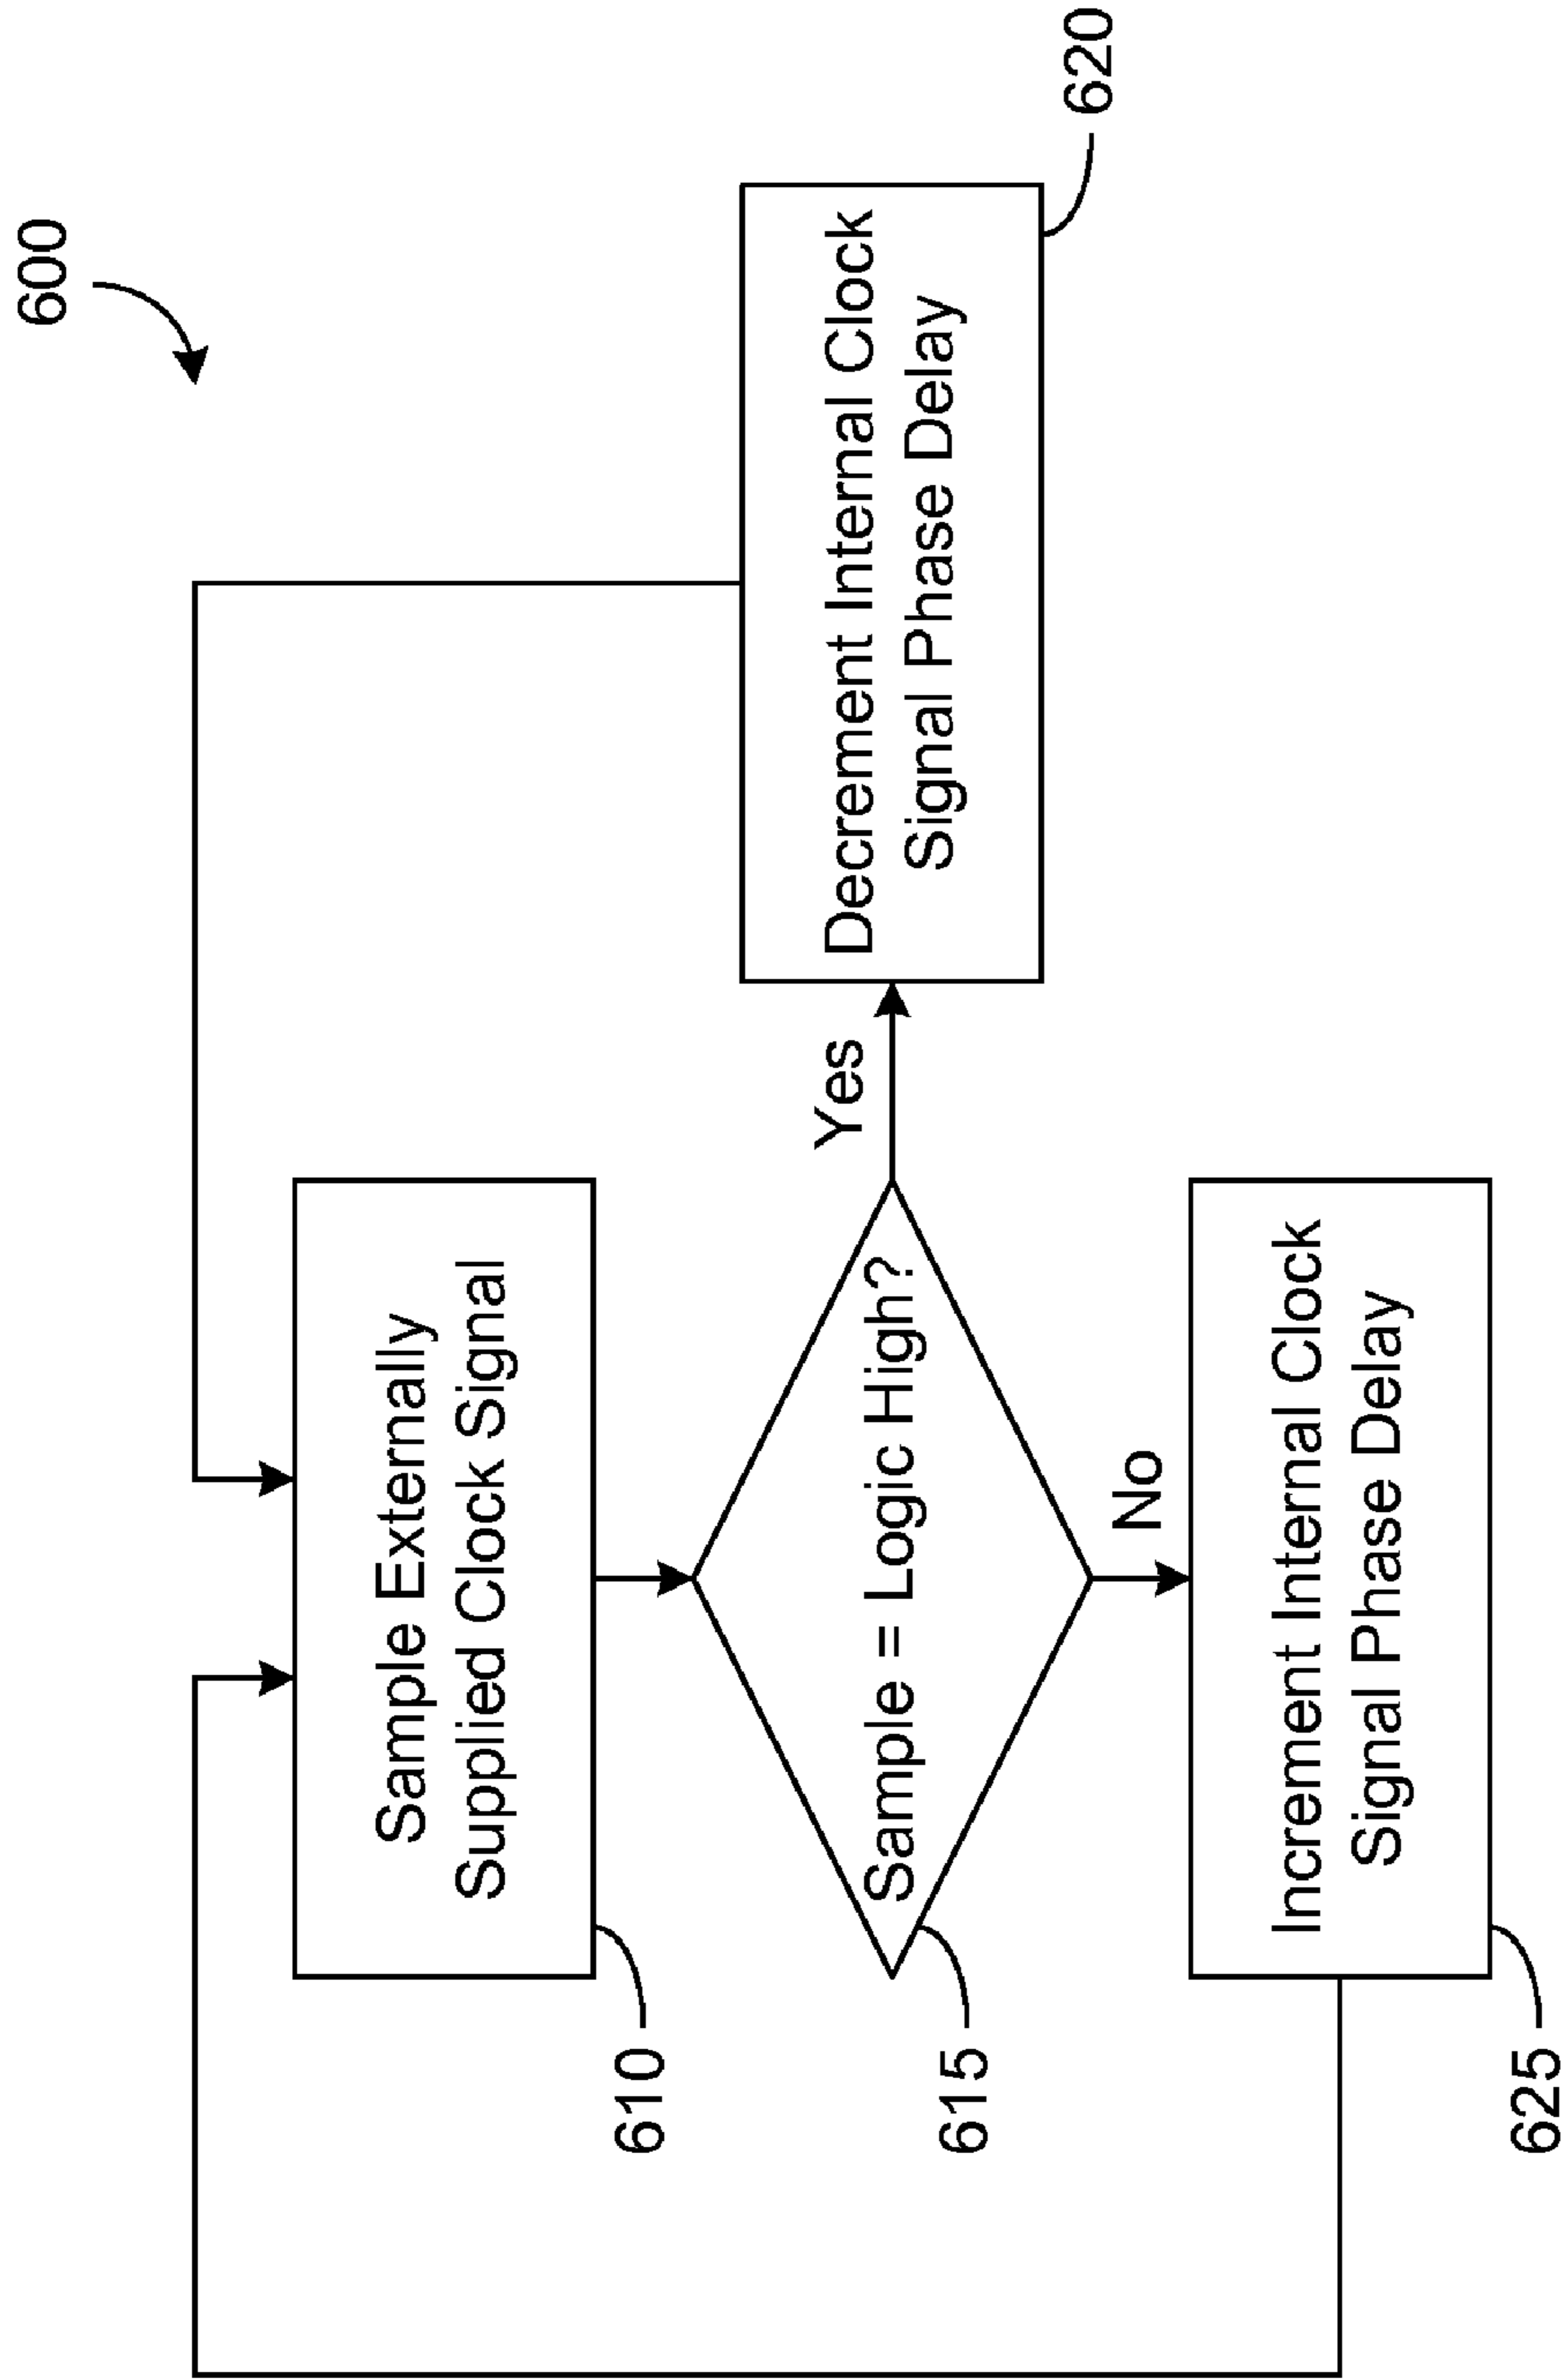 600
Sample Externally
Supplied Clock Signal
610
Sample = Logic High?
615
Yes
Decrement Internal Clock
Signal Phase Delay
620
No
Increment Internal Clock
Signal Phase Delay
625